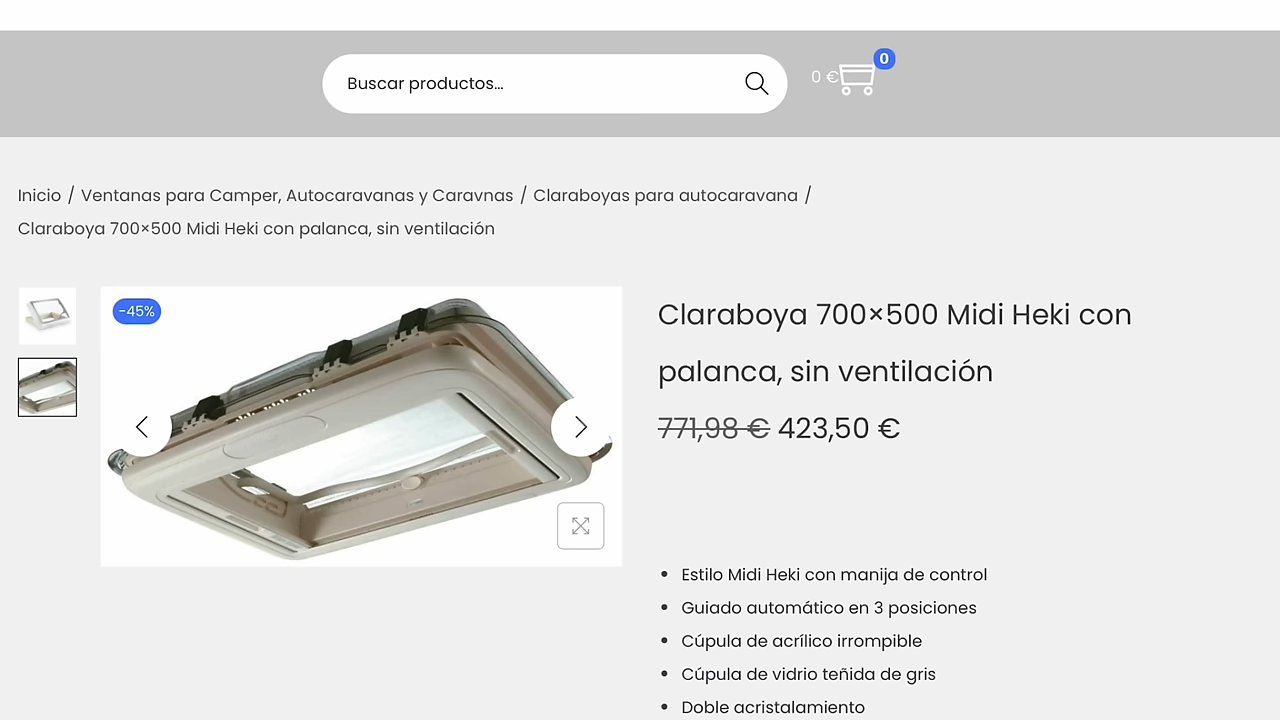 Buscar productos...
0 €
0
Inicio / Ventanas para Camper, Autocaravanas y Caravnas / Claraboyas para autocaravana /
Claraboya 700×500 Midi Heki con palanca, sin ventilación
-45%
Claraboya 700×500 Midi Heki con
palanca, sin ventilación
771,98 € 423,50 €
• Estilo Midi Heki con manija de control
• Guiado automático en 3 posiciones
• Cúpula de acrílico irrompible
• Cúpula de vidrio teñida de gris
• Doble acristalamiento